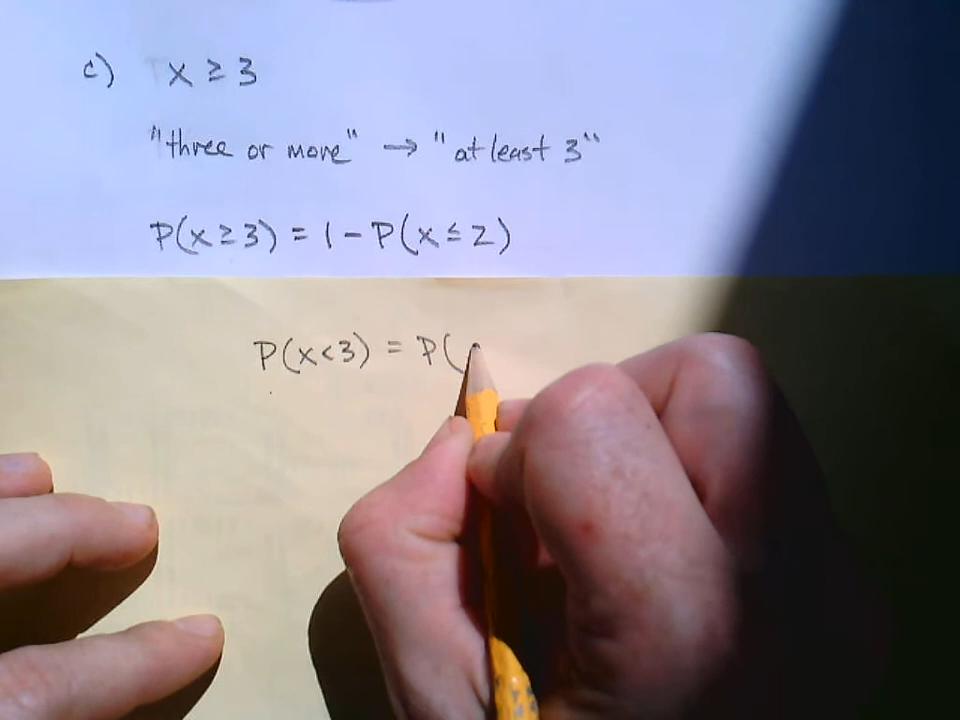 c) x ≥ 3
"three or more" → "at least 3"
P(x ≥ 3) = 1 - P(x ≤ 2)
P(x < 3) = P(